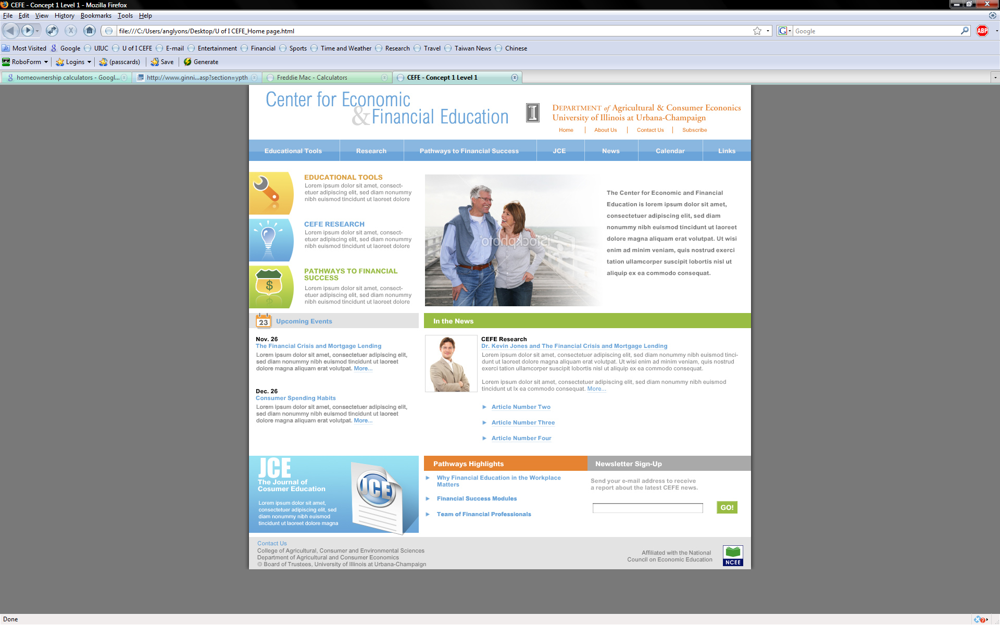 CEFE - Concept 1 Level 1 - Mozilla Firefox
File Edit View History Bookmarks Tools Help
file:///C:/Users/anglyons/Desktop/U of I CEFE_Home page.html
G Google
ABP
Most Visited Google UIUC U of I CEFE E-mail Entertainment Financial Sports Time and Weather Research Travel Taiwan News Chinese
RoboForm Logins (passcards) Save Generate
homeownership calculators - Googl... http://www.ginni...asp?section=ypth Freddie Mac - Calculators CEFE - Concept 1 Level 1
Center for Economic
& Financial Education
I
DEPARTMENT of Agricultural & Consumer Economics
University of Illinois at Urbana-Champaign
Home About Us Contact Us Subscribe
Educational Tools Research Pathways to Financial Success JCE News Calendar Links
EDUCATIONAL TOOLS
Lorem ipsum dolor sit amet, consect-
etuer adipiscing elit, sed diam nonummy
nibh euismod tincidunt ut laoreet dolore
CEFE RESEARCH
Lorem ipsum dolor sit amet, consect-
etuer adipiscing elit, sed diam nonummy
nibh euismod tincidunt ut laoreet dolore
$
PATHWAYS TO FINANCIAL
SUCCESS
Lorem ipsum dolor sit amet, consect-
etuer adipiscing elit, sed diam nonummy
nibh euismod tincidunt ut laoreet dolore
iStockphoto
The Center for Economic and Financial
Education is lorem ipsum dolor sit amet,
consectetuer adipiscing elit, sed diam
nonummy nibh euismod tincidunt ut laoreet
dolore magna aliquam erat volutpat. Ut wisi
enim ad minim veniam, quis nostrud exerci
tation ullamcorper suscipit lobortis nisl ut
aliquip ex ea commodo consequat.
23
Upcoming Events
Nov. 26
The Financial Crisis and Mortgage Lending
Lorem ipsum dolor sit amet, consectetuer adipiscing elit,
sed diam nonummy nibh euismod tincidunt ut laoreet
dolore magna aliquam erat volutpat. More...
Dec. 26
Consumer Spending Habits
Lorem ipsum dolor sit amet, consectetuer adipiscing elit,
sed diam nonummy nibh euismod tincidunt ut laoreet
dolore magna aliquam erat volutpat. More...
In the News
CEFE Research
Dr. Kevin Jones and The Financial Crisis and Mortgage Lending
Lorem ipsum dolor sit amet, consectetuer adipiscing elit, sed diam nonummy nibh euismod tinci-
dunt ut laoreet dolore magna aliquam erat volutpat. Ut wisi enim ad minim veniam, quis nostrud
exerci tation ullamcorper suscipit lobortis nisl ut aliquip ex ea commodo consequat.
Lorem ipsum dolor sit amet, consectetuer adipiscing elit, sed diam nonummy nibh euismod
tincidunt ut lx ea commodo consequat. More...
Article Number Two
Article Number Three
Article Number Four
JCE
The Journal of
Cosumer Education
Lorem ipsum dolor sit amet,
consectetuer adipiscing elit, sed
diam nonummy nibh euismod
tincidunt ut laoreet dolore magna
JCE
Pathways Highlights
Why Financial Education in the Workplace
Matters
Financial Success Modules
Team of Financial Professionals
Newsletter Sign-Up
Send your e-mail address to receive
a report about the latest CEFE news.
GO!
Contact Us
College of Agricultural, Consumer and Environmental Sciences
Department of Agricultural and Consumer Economics
© Board of Trustees, University of Illinois at Urbana-Champaign
Affiliated with the National
Council on Economic Education
NCEE
Done